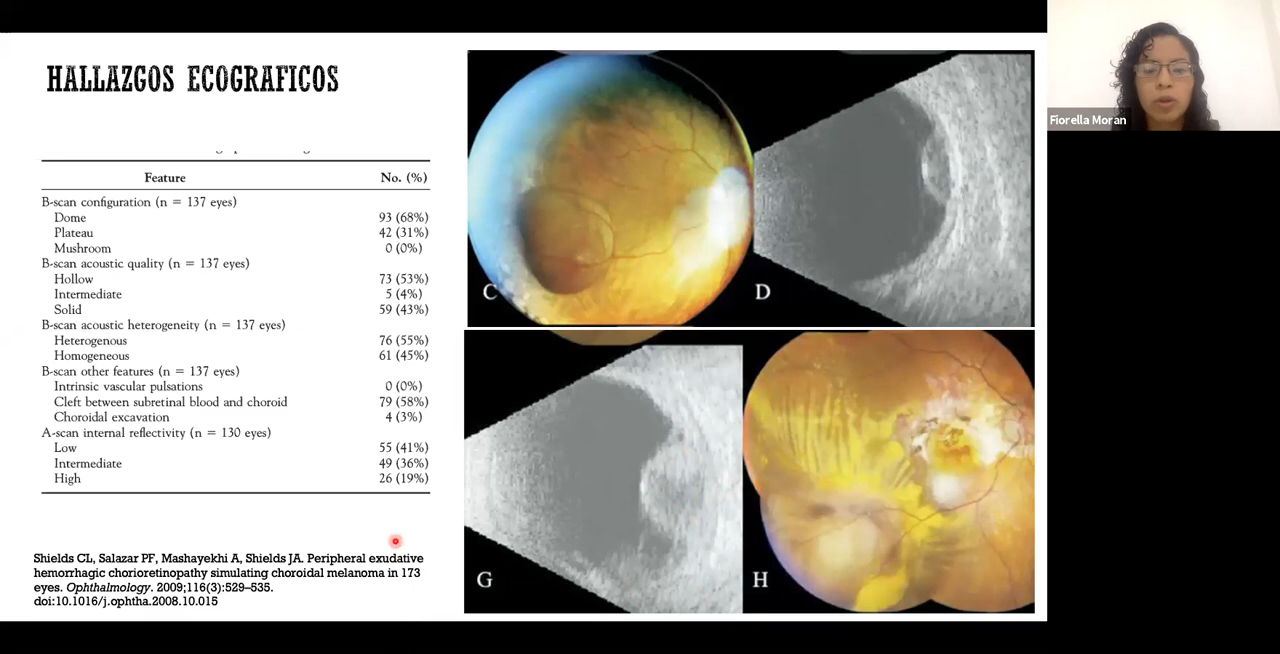 HALLAZGOS ECOGRAFICOS
Feature No. (%)
B-scan configuration (n = 137 eyes)
Dome 93 (68%)
Plateau 42 (31%)
Mushroom 0 (0%)
B-scan acoustic quality (n = 137 eyes)
Hollow 73 (53%)
Intermediate 5 (4%)
Solid 59 (43%)
B-scan acoustic heterogeneity (n = 137 eyes)
Heterogenous 76 (55%)
Homogeneous 61 (45%)
B-scan other features (n = 137 eyes)
Intrinsic vascular pulsations 0 (0%)
Cleft between subretinal blood and choroid 79 (58%)
Choroidal excavation 4 (3%)
A-scan internal reflectivity (n = 130 eyes)
Low 55 (41%)
Intermediate 49 (36%)
High 26 (19%)
Shields CL, Salazar PF, Mashayekhi A, Shields JA. Peripheral exudative
hemorrhagic chorioretinopathy simulating choroidal melanoma in 173
eyes. Ophthalmology. 2009;116(3):529–535.
doi:10.1016/j.ophtha.2008.10.015
C
D
G
H
Fiorella Moran